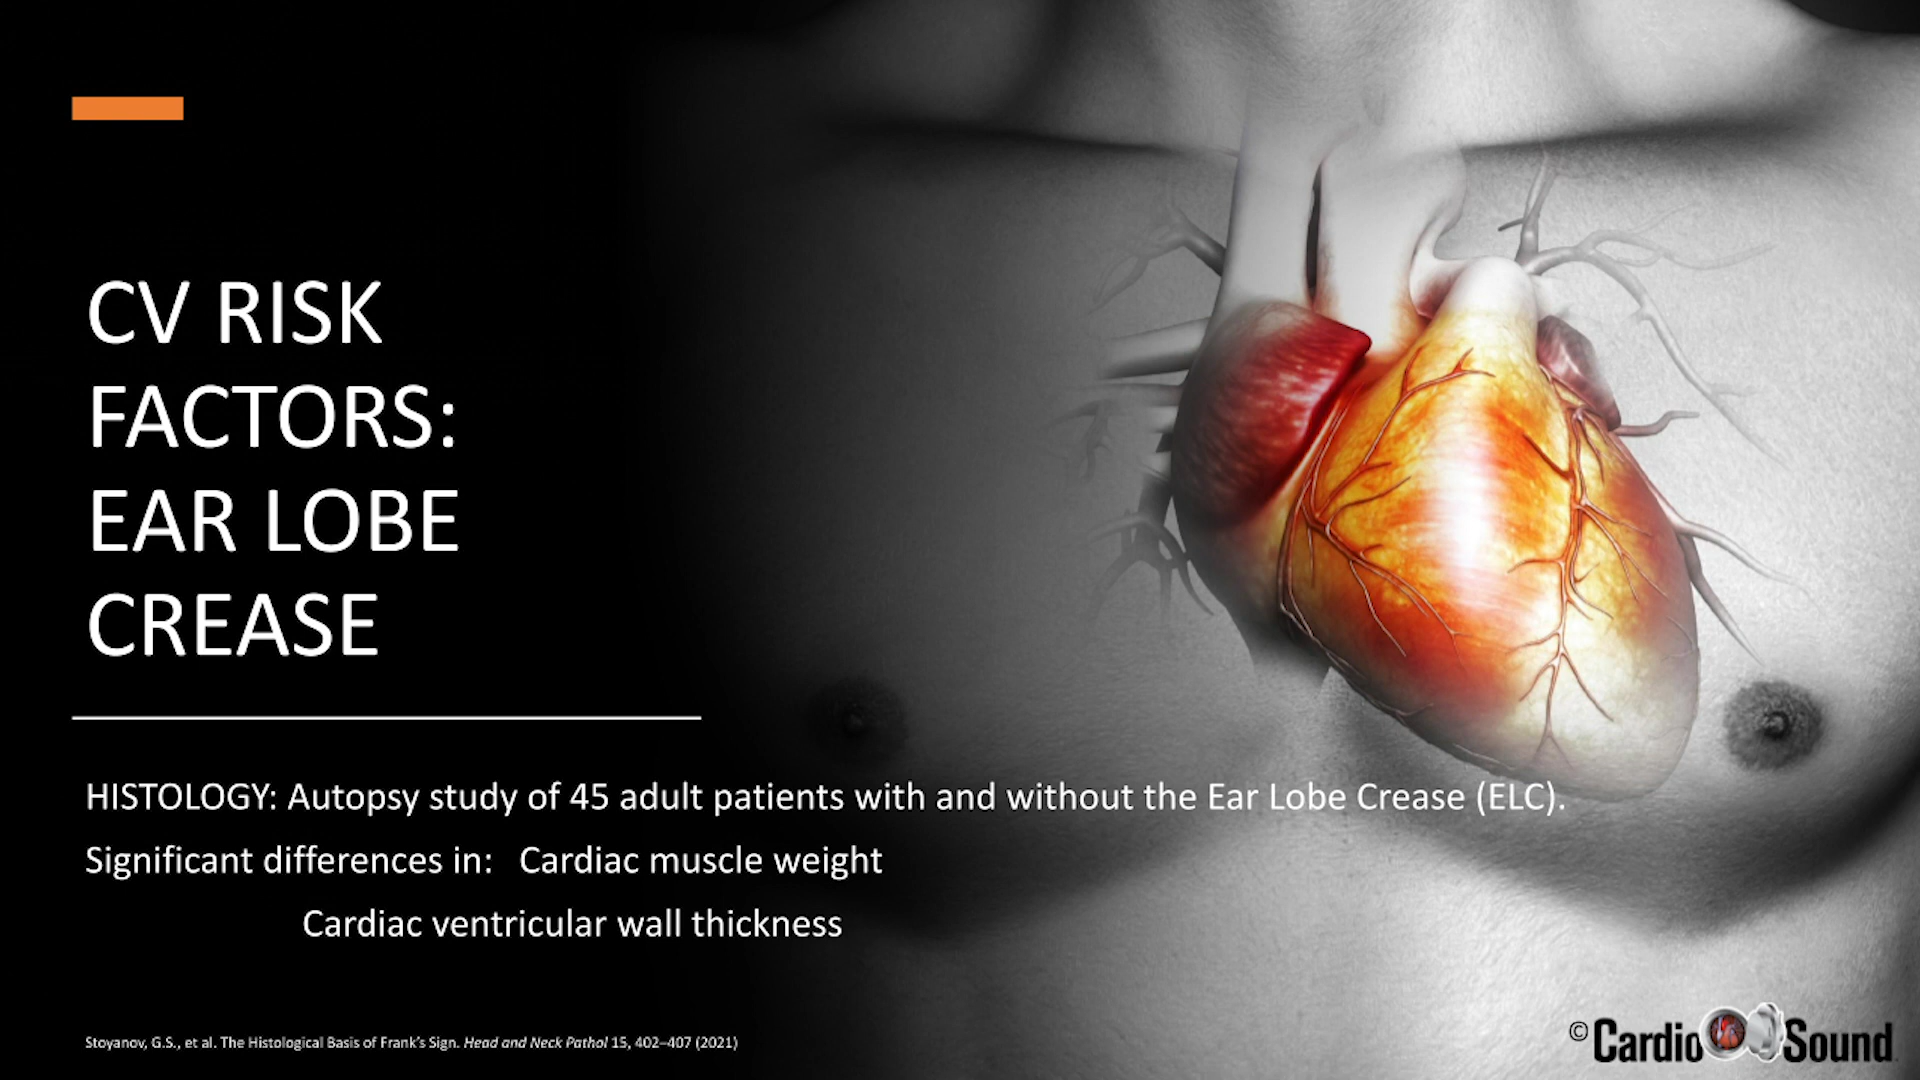 CV RISK
FACTORS:
EAR LOBE
CREASE
HISTOLOGY: Autopsy study of 45 adult patients with and without the Ear Lobe Crease (ELC).
Significant differences in: Cardiac muscle weight
Cardiac ventricular wall thickness
Stoyanov, G.S., et al. The Histological Basis of Frank's Sign. Head and Neck Pathol 15, 402–407 (2021)
© Cardio Sound